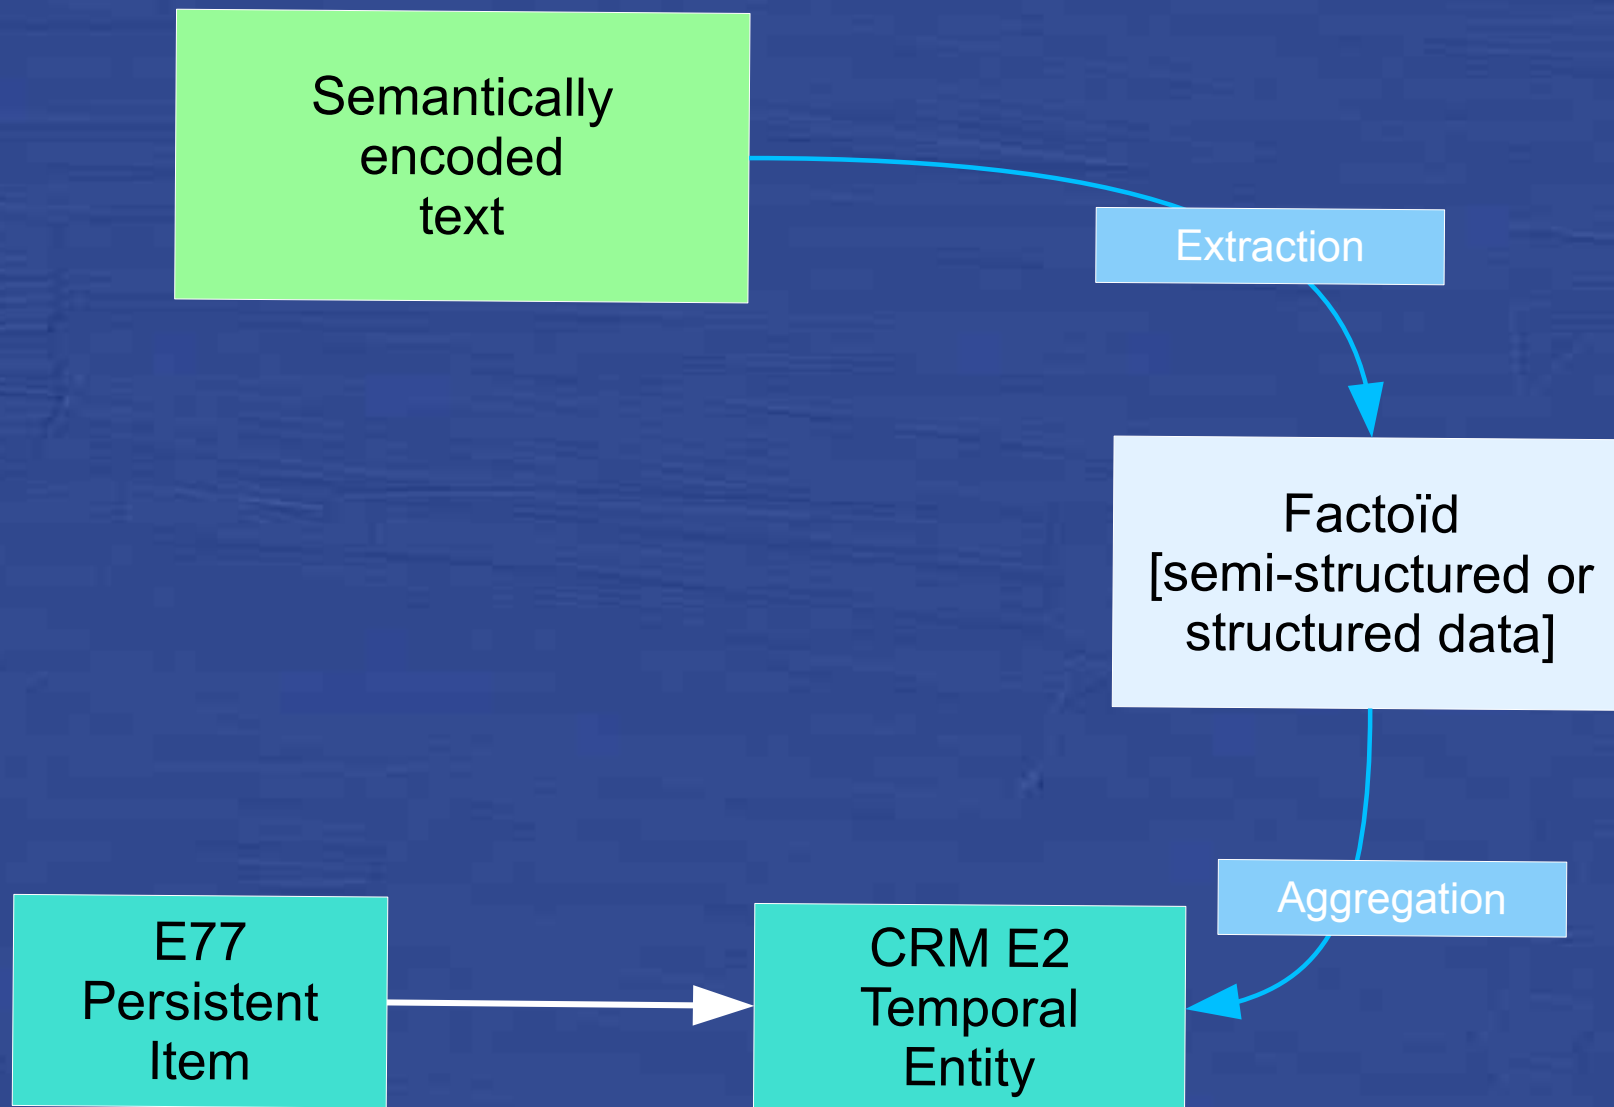 Semantically
encoded
text
Extraction
Factoïd
[semi-structured or
structured data]
Aggregation
E77
Persistent
Item
CRM E2
Temporal
Entity